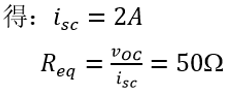 得：i_sc = 2A
R_eq = v_OC / i_sc = 50Ω